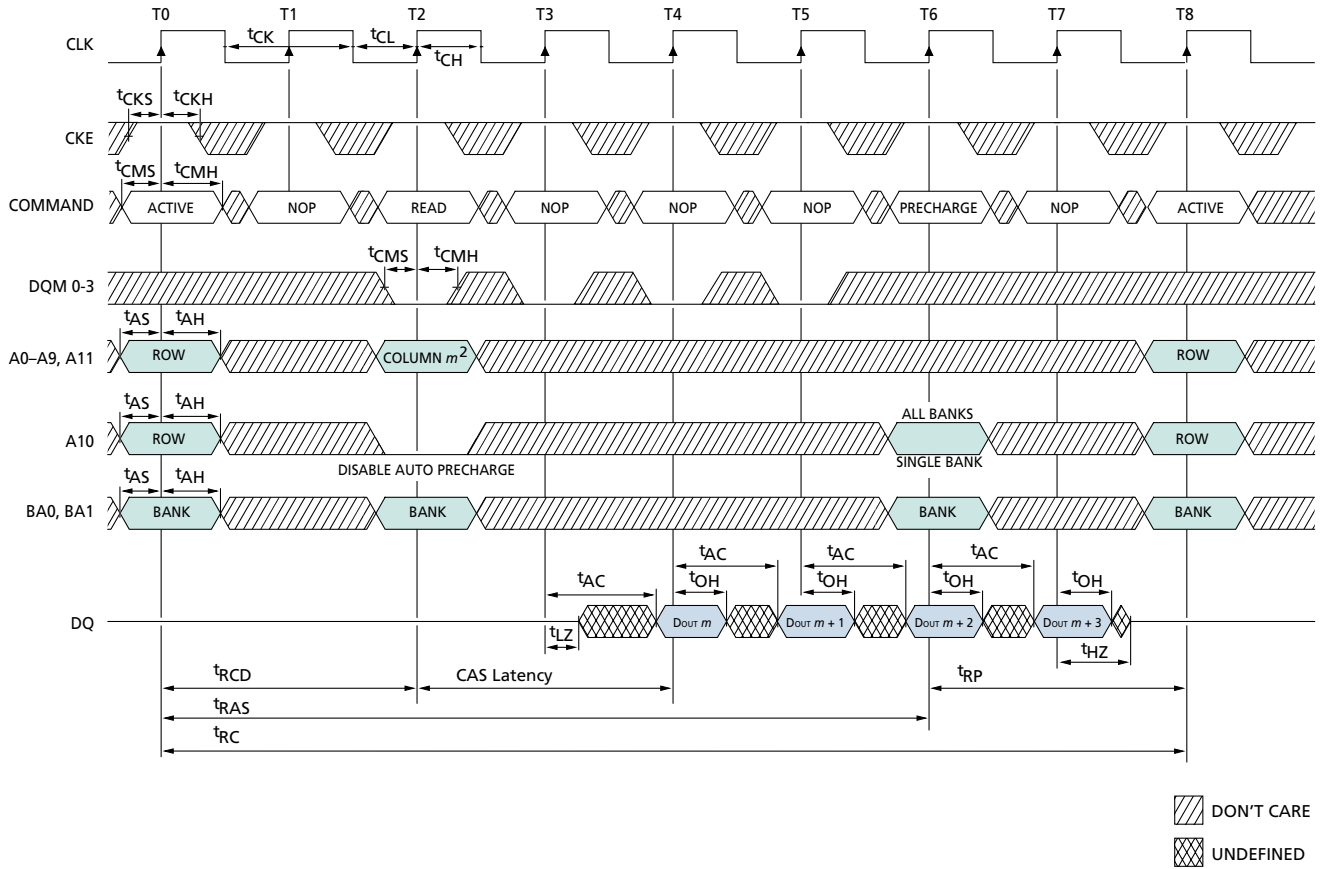 T0 T1 T2 T3 T4 T5 T6 T7 T8
CLK
tCK tCL
tCH
tCKS tCKH
CKE
tCMS tCMH
COMMAND ACTIVE NOP READ NOP NOP NOP PRECHARGE NOP ACTIVE
tCMS tCMH
DQM 0-3
tAS tAH
A0–A9, A11 ROW COLUMN m2 ROW
tAS tAH
ALL BANKS
A10 ROW ROW
DISABLE AUTO PRECHARGE SINGLE BANK
tAS tAH
BA0, BA1 BANK BANK BANK BANK
tAC tAC tAC
tAC tOH tOH tOH tOH
DQ DOUT m DOUT m + 1 DOUT m + 2 DOUT m + 3
tLZ tHZ
tRCD CAS Latency tRP
tRAS
tRC
DON'T CARE
UNDEFINED